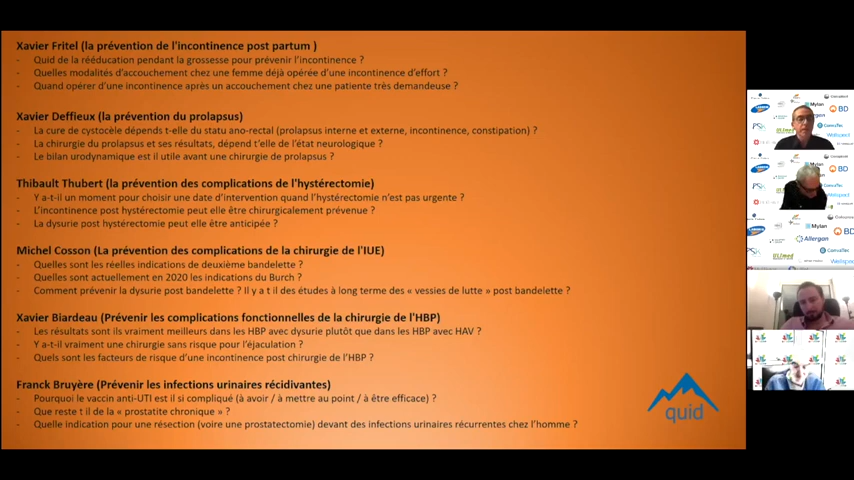 Xavier Fritel (la prévention de l'incontinence post partum )
- Quid de la rééducation pendant la grossesse pour prévenir l'incontinence ?
- Quelles modalités d'accouchement chez une femme déjà opérée d'une incontinence d'effort ?
- Quand opérer d'une incontinence après un accouchement chez une patiente très demandeuse ?
Xavier Deffieux (la prévention du prolapsus)
- La cure de cystocèle dépends t-elle du statu ano-rectal (prolapsus interne et externe, incontinence, constipation) ?
- La chirurgie du prolapsus et ses résultats, dépend t'elle de l'état neurologique ?
- Le bilan urodynamique est il utile avant une chirurgie de prolapsus ?
Thibault Thubert (la prévention des complications de l'hystérectomie)
- Y a-t-il un moment pour choisir une date d'intervention quand l'hystérectomie n'est pas urgente ?
- L'incontinence post hystérectomie peut elle être chirurgicalement prévenue ?
- La dysurie post hystérectomie peut elle être anticipée ?
Michel Cosson (La prévention des complications de la chirurgie de l'IUE)
- Quelles sont les réelles indications de deuxième bandelette ?
- Quelles sont actuellement en 2020 les indications du Burch ?
- Comment prévenir la dysurie post bandelette ? Il y a t il des études à long terme des « vessies de lutte » post bandelette ?
Xavier Biardeau (Prévenir les complications fonctionnelles de la chirurgie de l'HBP)
- Les résultats sont ils vraiment meilleurs dans les HBP avec dysurie plutôt que dans les HBP avec HAV ?
- Y a-t-il vraiment une chirurgie sans risque pour l'éjaculation ?
- Quels sont les facteurs de risque d'une incontinence post chirurgie de l'HBP ?
Franck Bruyère (Prévenir les infections urinaires récidivantes)
- Pourquoi le vaccin anti-UTI est il si compliqué (à avoir / à mettre au point / à être efficace) ?
- Que reste t il de la « prostatite chronique » ?
- Quelle indication pour une résection (voire une prostatectomie) devant des infections urinaires récurrentes chez l'homme ?
quid
Mylan
BD
Wellspect
BD
Mylan
Allergan
BD
Wellspect